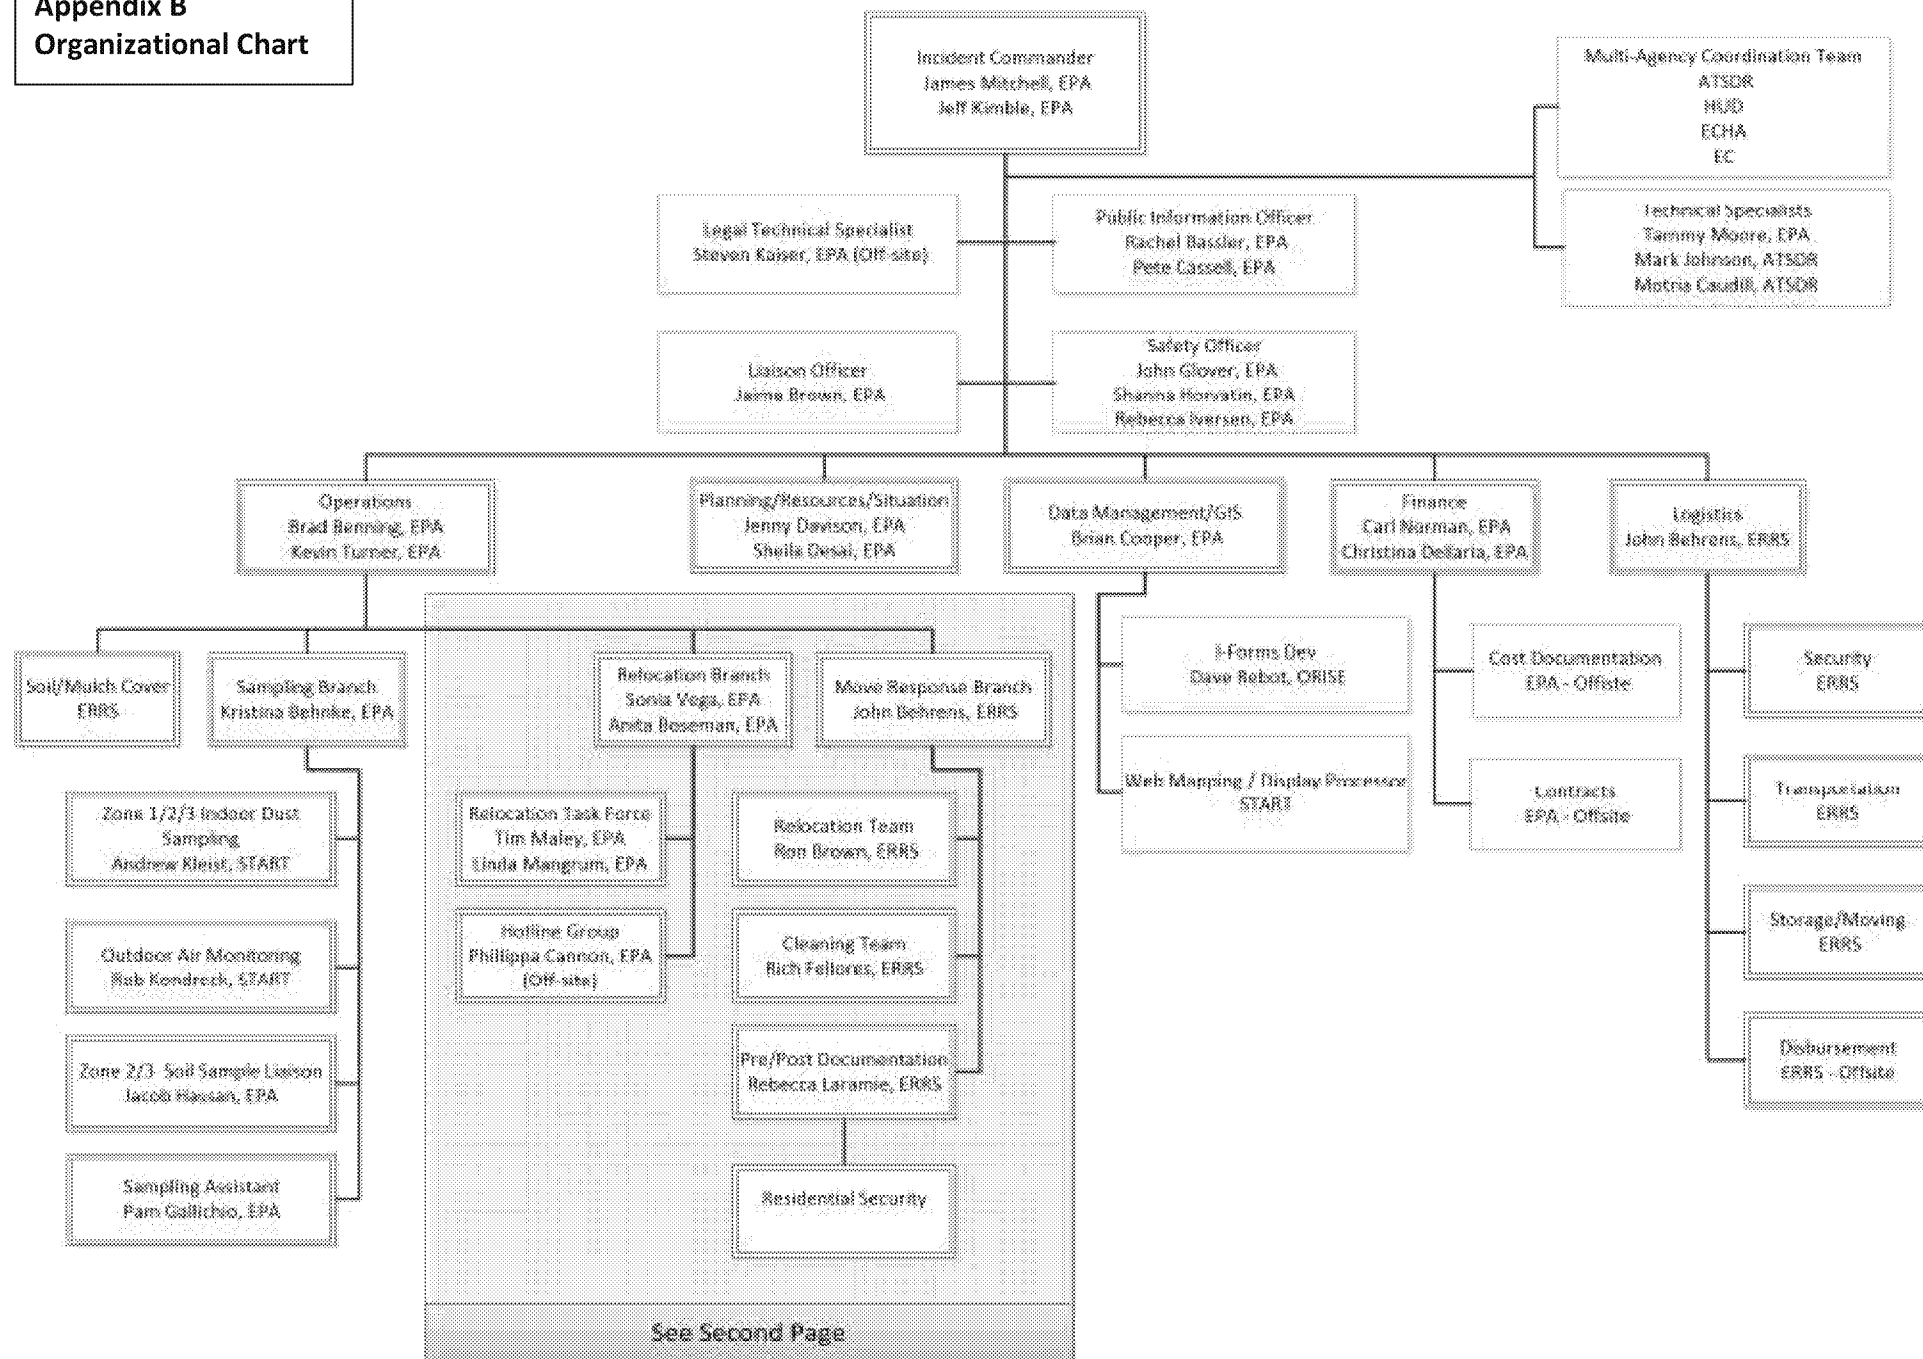 Appendix B
Organizational Chart
Incident Commander
James Mitchell, EPA
Jeff Kimble, EPA
Multi-Agency Coordination Team
ATSDR
HUD
ECHA
EC
Legal Technical Specialist
Steven Kaiser, EPA (Off-site)
Public Information Officer
Rachel Bassler, EPA
Pete Cassell, EPA
Technical Specialists
Tammy Moore, EPA
Mark Johnson, ATSDR
Motria Caudill, ATSDR
Liaison Officer
Jaime Brown, EPA
Safety Officer
John Glover, EPA
Shanna Horvatin, EPA
Rebecca Iversen, EPA
Operations
Brad Benning, EPA
Kevin Turner, EPA
Planning/Resources/Situation
Jenny Davison, EPA
Sheila Desai, EPA
Data Management/GIS
Brian Cooper, EPA
Finance
Carl Norman, EPA
Christina Dellaria, EPA
Logistics
John Behrens, ERRS
Soil/Mulch Cover
ERRS
Sampling Branch
Kristina Behnke, EPA
Relocation Branch
Sonia Vega, EPA
Anita Boseman, EPA
Move Response Branch
John Behrens, ERRS
I-Forms Dev
Dave Rebot, ORISE
Cost Documentation
EPA - Offiste
Security
ERRS
Web Mapping / Display Processor
START
Contracts
EPA - Offsite
Transportation
ERRS
Zone 1/2/3 Indoor Dust
Sampling
Andrew Kleist, START
Relocation Task Force
Tim Maley, EPA
Linda Mangrum, EPA
Relocation Team
Ron Brown, ERRS
Storage/Moving
ERRS
Outdoor Air Monitoring
Rob Kondreck, START
Hotline Group
Phillippa Cannon, EPA
(Off-site)
Cleaning Team
Rich Fellores, ERRS
Disbursement
ERRS - Offsite
Zone 2/3 Soil Sample Liaison
Jacob Hassan, EPA
Pre/Post Documentation
Rebecca Laramie, ERRS
Sampling Assistant
Pam Gallichio, EPA
Residential Security
See Second Page